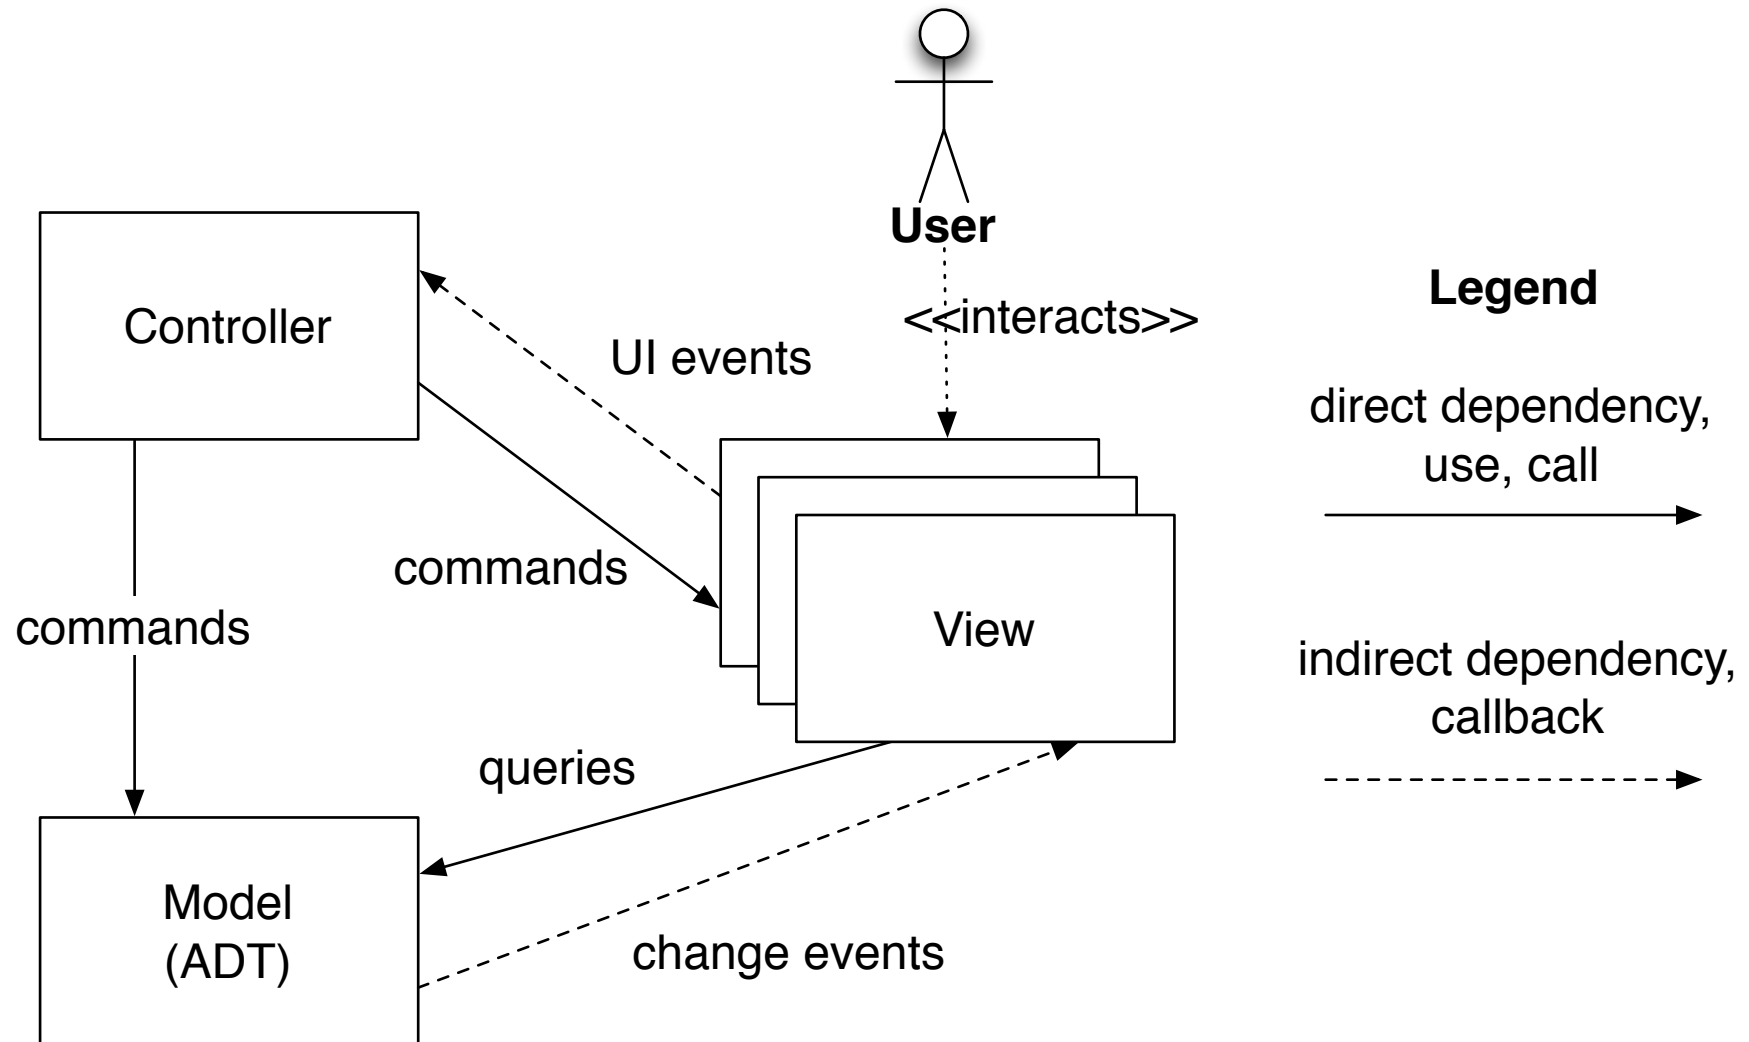 User
<<interacts>>
Legend
Controller
UI events
direct dependency,
use, call
commands
commands
View
indirect dependency,
callback
queries
Model
(ADT)
change events